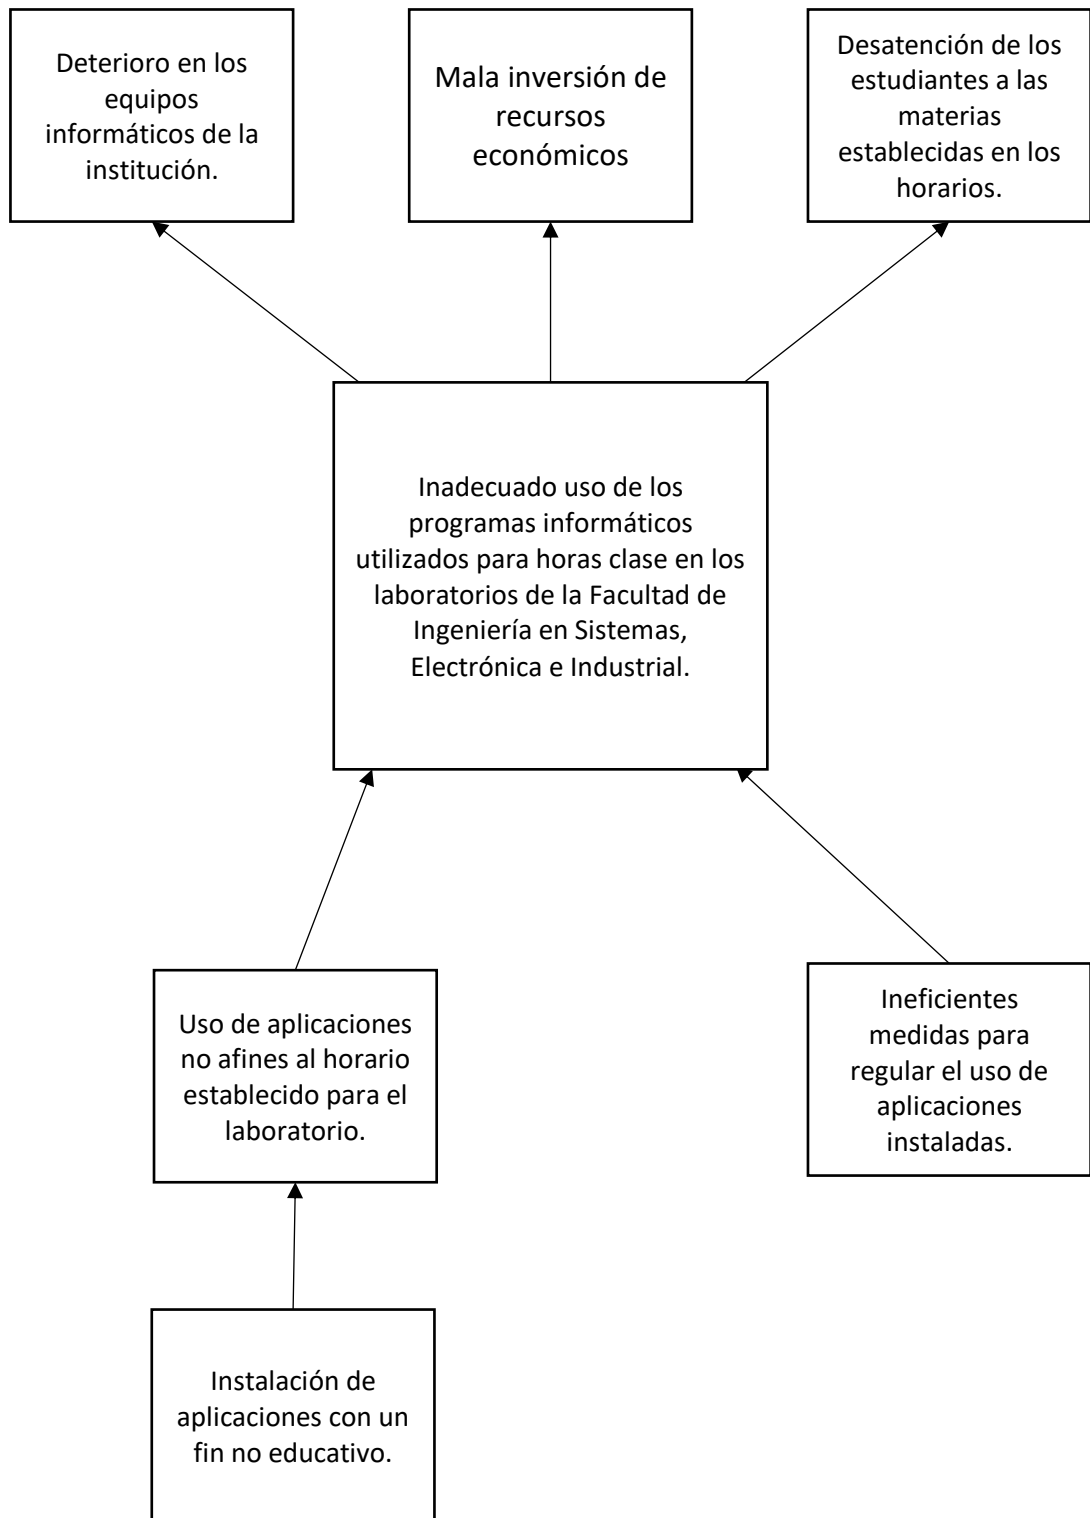 Deterioro en los
equipos
informáticos de la
institución.
Mala inversión de
recursos
económicos
Desatención de los
estudiantes a las
materias
establecidas en los
horarios.
Inadecuado uso de los
programas informáticos
utilizados para horas clase en los
laboratorios de la Facultad de
Ingeniería en Sistemas,
Electrónica e Industrial.
Uso de aplicaciones
no afines al horario
establecido para el
laboratorio.
Ineficientes
medidas para
regular el uso de
aplicaciones
instaladas.
Instalación de
aplicaciones con un
fin no educativo.